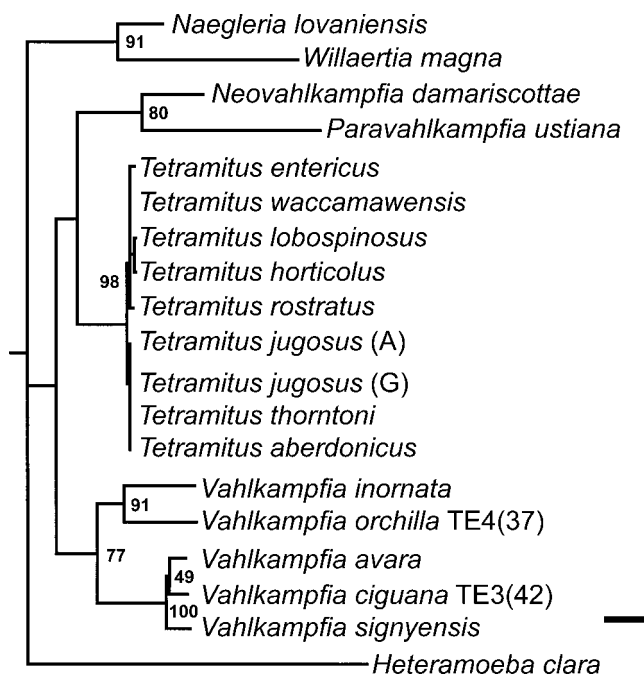 Naegleria lovaniensis
91
Willaertia magna
Neovahlkampfia damariscottae
80
Paravahlkampfia ustiana
Tetramitus entericus
Tetramitus waccamawensis
Tetramitus lobospinosus
98
Tetramitus horticolus
Tetramitus rostratus
Tetramitus jugosus (A)
Tetramitus jugosus (G)
Tetramitus thorntoni
Tetramitus aberdonicus
Vahlkampfia inornata
91
Vahlkampfia orchilla TE4(37)
77
Vahlkampfia avara
49
Vahlkampfia ciguana TE3(42)
100
Vahlkampfia signyensis
Heteramoeba clara